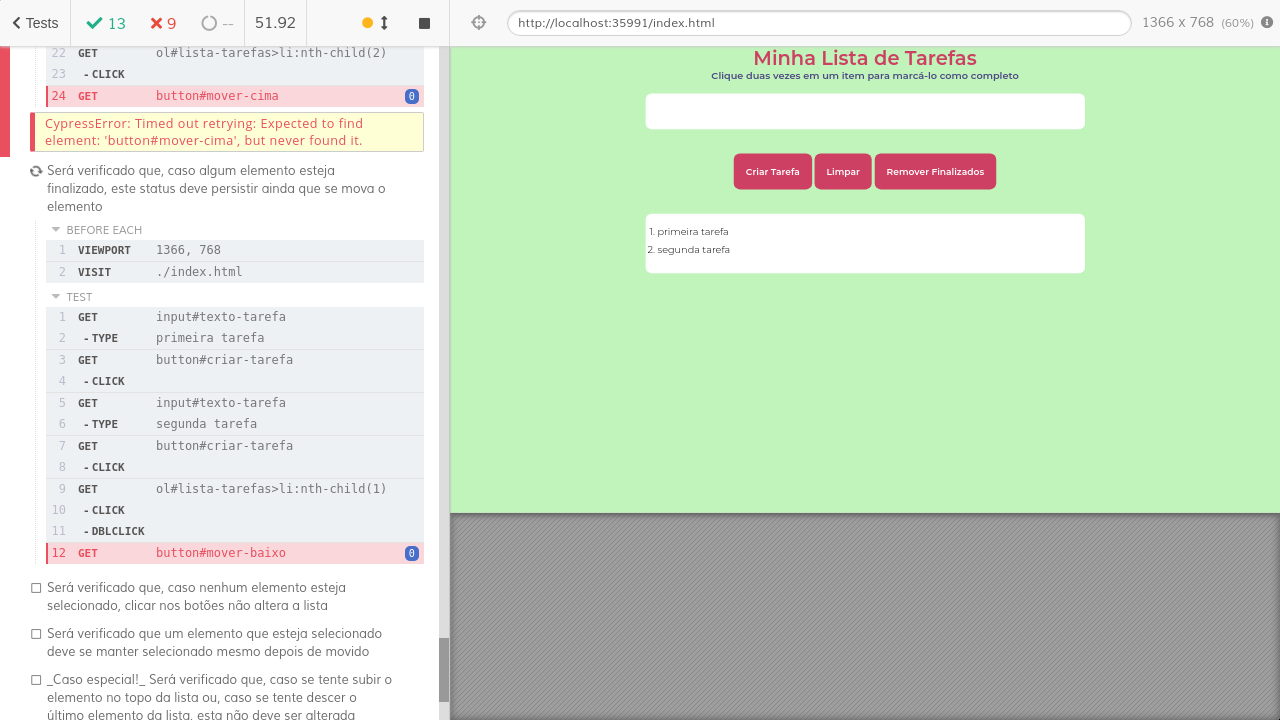 Tests 13 9 -- 51.92 http://localhost:35991/index.html 1366 x 768 (60%)
22 GET ol#lista-tarefas>li:nth-child(2)
23 - CLICK
24 GET button#mover-cima 0
CypressError: Timed out retrying: Expected to find
element: 'button#mover-cima', but never found it.
Será verificado que, caso algum elemento esteja
finalizado, este status deve persistir ainda que se mova o
elemento
BEFORE EACH
1 VIEWPORT 1366, 768
2 VISIT ./index.html
TEST
1 GET input#texto-tarefa
2 - TYPE primeira tarefa
3 GET button#criar-tarefa
4 - CLICK
5 GET input#texto-tarefa
6 - TYPE segunda tarefa
7 GET button#criar-tarefa
8 - CLICK
9 GET ol#lista-tarefas>li:nth-child(1)
10 - CLICK
11 - DBLCLICK
12 GET button#mover-baixo 0
Será verificado que, caso nenhum elemento esteja
selecionado, clicar nos botões não altera a lista
Será verificado que um elemento que esteja selecionado
deve se manter selecionado mesmo depois de movido
_Caso especial!_ Será verificado que, caso se tente subir o
elemento no topo da lista ou, caso se tente descer o
último elemento da lista, esta não deve ser alterada
Minha Lista de Tarefas
Clique duas vezes em um item para marcá-lo como completo
Criar Tarefa Limpar Remover Finalizados
1. primeira tarefa
2. segunda tarefa